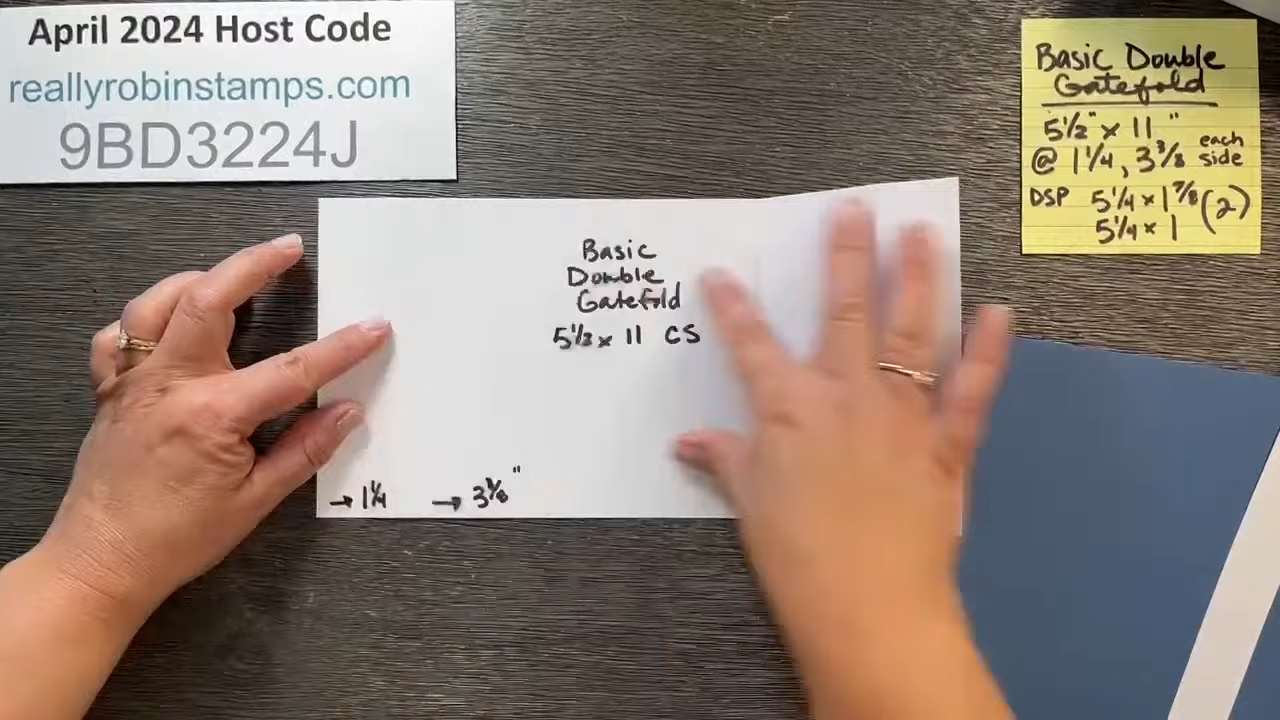 April 2024 Host Code
reallyrobinstamps.com
9BD3224J
Basic Double
Gatefold
5½" x 11"
@ 1¼, 3⅜ each side
DSP 5¼ x 1⅞ (2)
5¼ x 1
Basic
Double
Gatefold
5½ x 11 CS
→ 1¼ → 3⅜"